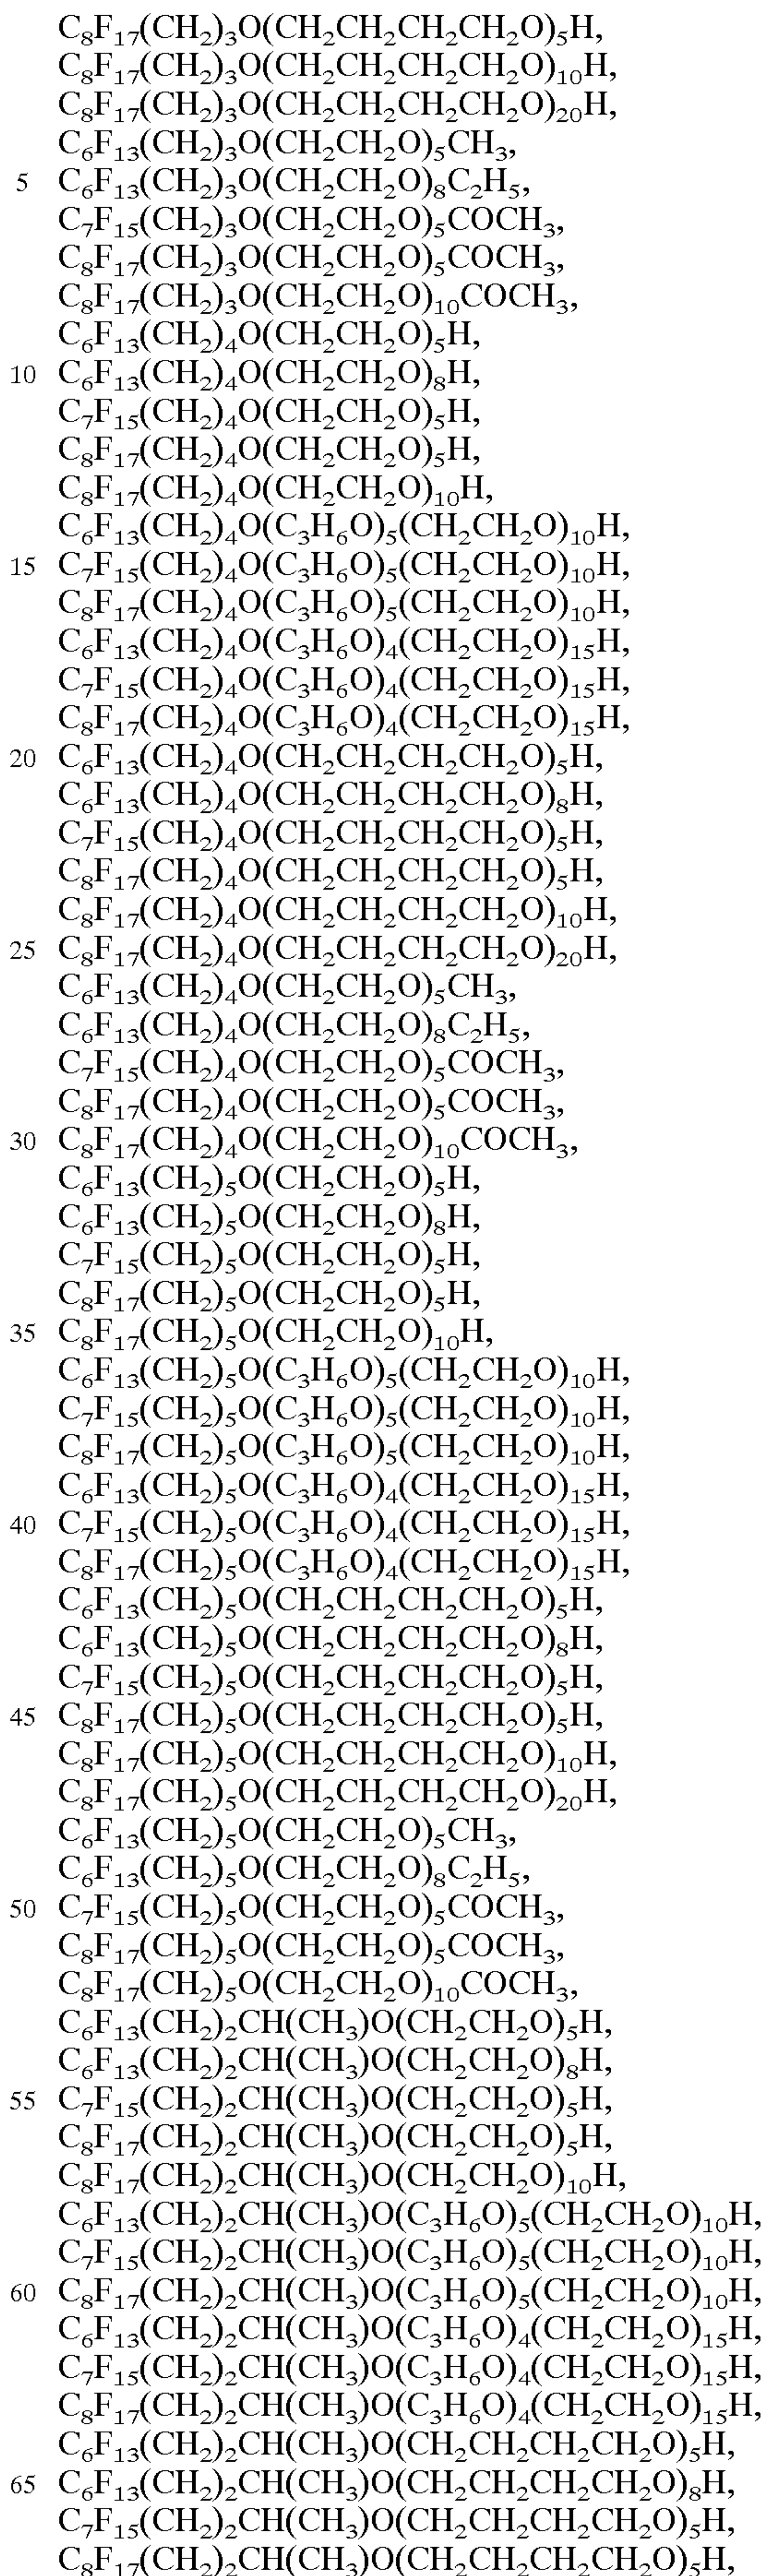 C₈F₁₇(CH₂)₃O(CH₂CH₂CH₂CH₂O)₅H,
C₈F₁₇(CH₂)₃O(CH₂CH₂CH₂CH₂O)₁₀H,
C₈F₁₇(CH₂)₃O(CH₂CH₂CH₂CH₂O)₂₀H,
C₆F₁₃(CH₂)₃O(CH₂CH₂O)₅CH₃,
5 C₆F₁₃(CH₂)₃O(CH₂CH₂O)₈C₂H₅,
C₇F₁₅(CH₂)₃O(CH₂CH₂O)₅COCH₃,
C₈F₁₇(CH₂)₃O(CH₂CH₂O)₅COCH₃,
C₈F₁₇(CH₂)₃O(CH₂CH₂O)₁₀COCH₃,
C₆F₁₃(CH₂)₄O(CH₂CH₂O)₅H,
10 C₆F₁₃(CH₂)₄O(CH₂CH₂O)₈H,
C₇F₁₅(CH₂)₄O(CH₂CH₂O)₅H,
C₈F₁₇(CH₂)₄O(CH₂CH₂O)₅H,
C₈F₁₇(CH₂)₄O(CH₂CH₂O)₁₀H,
C₆F₁₃(CH₂)₄O(C₃H₆O)₅(CH₂CH₂O)₁₀H,
15 C₇F₁₅(CH₂)₄O(C₃H₆O)₅(CH₂CH₂O)₁₀H,
C₈F₁₇(CH₂)₄O(C₃H₆O)₅(CH₂CH₂O)₁₀H,
C₆F₁₃(CH₂)₄O(C₃H₆O)₄(CH₂CH₂O)₁₅H,
C₇F₁₅(CH₂)₄O(C₃H₆O)₄(CH₂CH₂O)₁₅H,
C₈F₁₇(CH₂)₄O(C₃H₆O)₄(CH₂CH₂O)₁₅H,
20 C₆F₁₃(CH₂)₄O(CH₂CH₂CH₂CH₂O)₅H,
C₆F₁₃(CH₂)₄O(CH₂CH₂CH₂CH₂O)₈H,
C₇F₁₅(CH₂)₄O(CH₂CH₂CH₂CH₂O)₅H,
C₈F₁₇(CH₂)₄O(CH₂CH₂CH₂CH₂O)₅H,
C₈F₁₇(CH₂)₄O(CH₂CH₂CH₂CH₂O)₁₀H,
25 C₈F₁₇(CH₂)₄O(CH₂CH₂CH₂CH₂O)₂₀H,
C₆F₁₃(CH₂)₄O(CH₂CH₂O)₅CH₃,
C₆F₁₃(CH₂)₄O(CH₂CH₂O)₈C₂H₅,
C₇F₁₅(CH₂)₄O(CH₂CH₂O)₅COCH₃,
C₈F₁₇(CH₂)₄O(CH₂CH₂O)₅COCH₃,
30 C₈F₁₇(CH₂)₄O(CH₂CH₂O)₁₀COCH₃,
C₆F₁₃(CH₂)₅O(CH₂CH₂O)₅H,
C₆F₁₃(CH₂)₅O(CH₂CH₂O)₈H,
C₇F₁₅(CH₂)₅O(CH₂CH₂O)₅H,
C₈F₁₇(CH₂)₅O(CH₂CH₂O)₅H,
35 C₈F₁₇(CH₂)₅O(CH₂CH₂O)₁₀H,
C₆F₁₃(CH₂)₅O(C₃H₆O)₅(CH₂CH₂O)₁₀H,
C₇F₁₅(CH₂)₅O(C₃H₆O)₅(CH₂CH₂O)₁₀H,
C₈F₁₇(CH₂)₅O(C₃H₆O)₅(CH₂CH₂O)₁₀H,
C₆F₁₃(CH₂)₅O(C₃H₆O)₄(CH₂CH₂O)₁₅H,
40 C₇F₁₅(CH₂)₅O(C₃H₆O)₄(CH₂CH₂O)₁₅H,
C₈F₁₇(CH₂)₅O(C₃H₆O)₄(CH₂CH₂O)₁₅H,
C₆F₁₃(CH₂)₅O(CH₂CH₂CH₂CH₂O)₅H,
C₆F₁₃(CH₂)₅O(CH₂CH₂CH₂CH₂O)₈H,
C₇F₁₅(CH₂)₅O(CH₂CH₂CH₂CH₂O)₅H,
45 C₈F₁₇(CH₂)₅O(CH₂CH₂CH₂CH₂O)₅H,
C₈F₁₇(CH₂)₅O(CH₂CH₂CH₂CH₂O)₁₀H,
C₈F₁₇(CH₂)₅O(CH₂CH₂CH₂CH₂O)₂₀H,
C₆F₁₃(CH₂)₅O(CH₂CH₂O)₅CH₃,
C₆F₁₃(CH₂)₅O(CH₂CH₂O)₈C₂H₅,
50 C₇F₁₅(CH₂)₅O(CH₂CH₂O)₅COCH₃,
C₈F₁₇(CH₂)₅O(CH₂CH₂O)₅COCH₃,
C₈F₁₇(CH₂)₅O(CH₂CH₂O)₁₀COCH₃,
C₆F₁₃(CH₂)₂CH(CH₃)O(CH₂CH₂O)₅H,
C₆F₁₃(CH₂)₂CH(CH₃)O(CH₂CH₂O)₈H,
55 C₇F₁₅(CH₂)₂CH(CH₃)O(CH₂CH₂O)₅H,
C₈F₁₇(CH₂)₂CH(CH₃)O(CH₂CH₂O)₅H,
C₈F₁₇(CH₂)₂CH(CH₃)O(CH₂CH₂O)₁₀H,
C₆F₁₃(CH₂)₂CH(CH₃)O(C₃H₆O)₅(CH₂CH₂O)₁₀H,
C₇F₁₅(CH₂)₂CH(CH₃)O(C₃H₆O)₅(CH₂CH₂O)₁₀H,
60 C₈F₁₇(CH₂)₂CH(CH₃)O(C₃H₆O)₅(CH₂CH₂O)₁₀H,
C₆F₁₃(CH₂)₂CH(CH₃)O(C₃H₆O)₄(CH₂CH₂O)₁₅H,
C₇F₁₅(CH₂)₂CH(CH₃)O(C₃H₆O)₄(CH₂CH₂O)₁₅H,
C₈F₁₇(CH₂)₂CH(CH₃)O(C₃H₆O)₄(CH₂CH₂O)₁₅H,
C₆F₁₃(CH₂)₂CH(CH₃)O(CH₂CH₂CH₂CH₂O)₅H,
65 C₆F₁₃(CH₂)₂CH(CH₃)O(CH₂CH₂CH₂CH₂O)₈H,
C₇F₁₅(CH₂)₂CH(CH₃)O(CH₂CH₂CH₂CH₂O)₅H,
C₈F₁₇(CH₂)₂CH(CH₃)O(CH₂CH₂CH₂CH₂O)₅H,